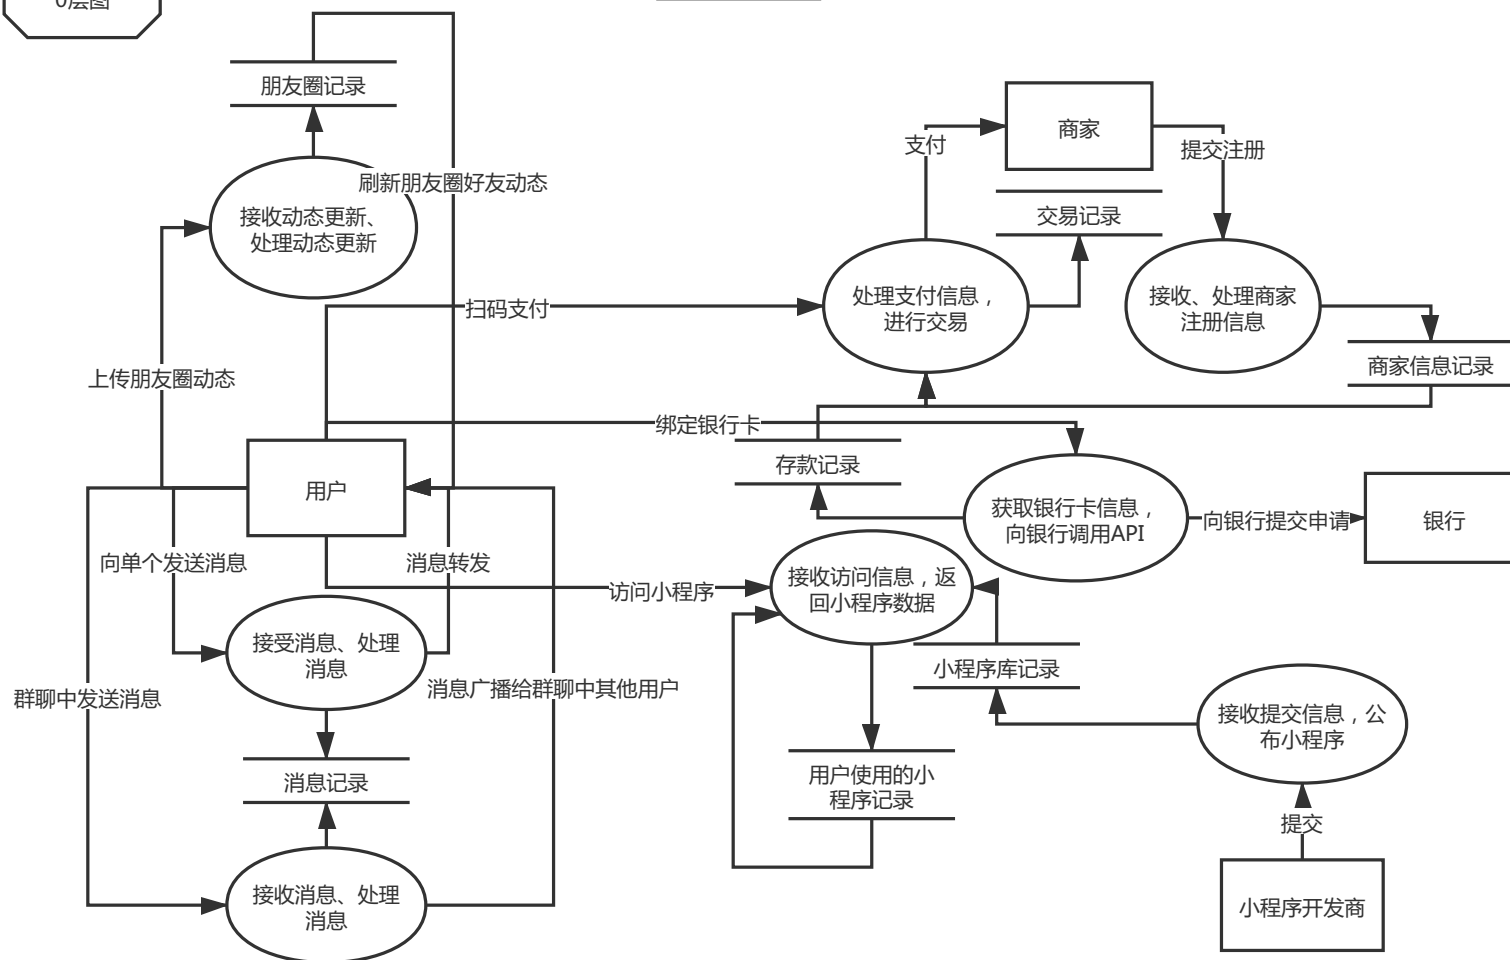 0层图
朋友圈记录
刷新朋友圈好友动态
接收动态更新、
处理动态更新
上传朋友圈动态
支付
商家
提交注册
交易记录
扫码支付
处理支付信息，
进行交易
接收、处理商家
注册信息
商家信息记录
绑定银行卡
存款记录
用户
获取银行卡信息，
向银行调用API
向银行提交申请
银行
向单个发送消息
消息转发
访问小程序
接收访问信息，返
回小程序数据
接受消息、处理
消息
群聊中发送消息
消息广播给群聊中其他用户
小程序库记录
接收提交信息，公
布小程序
消息记录
用户使用的小
程序记录
提交
接收消息、处理
消息
小程序开发商